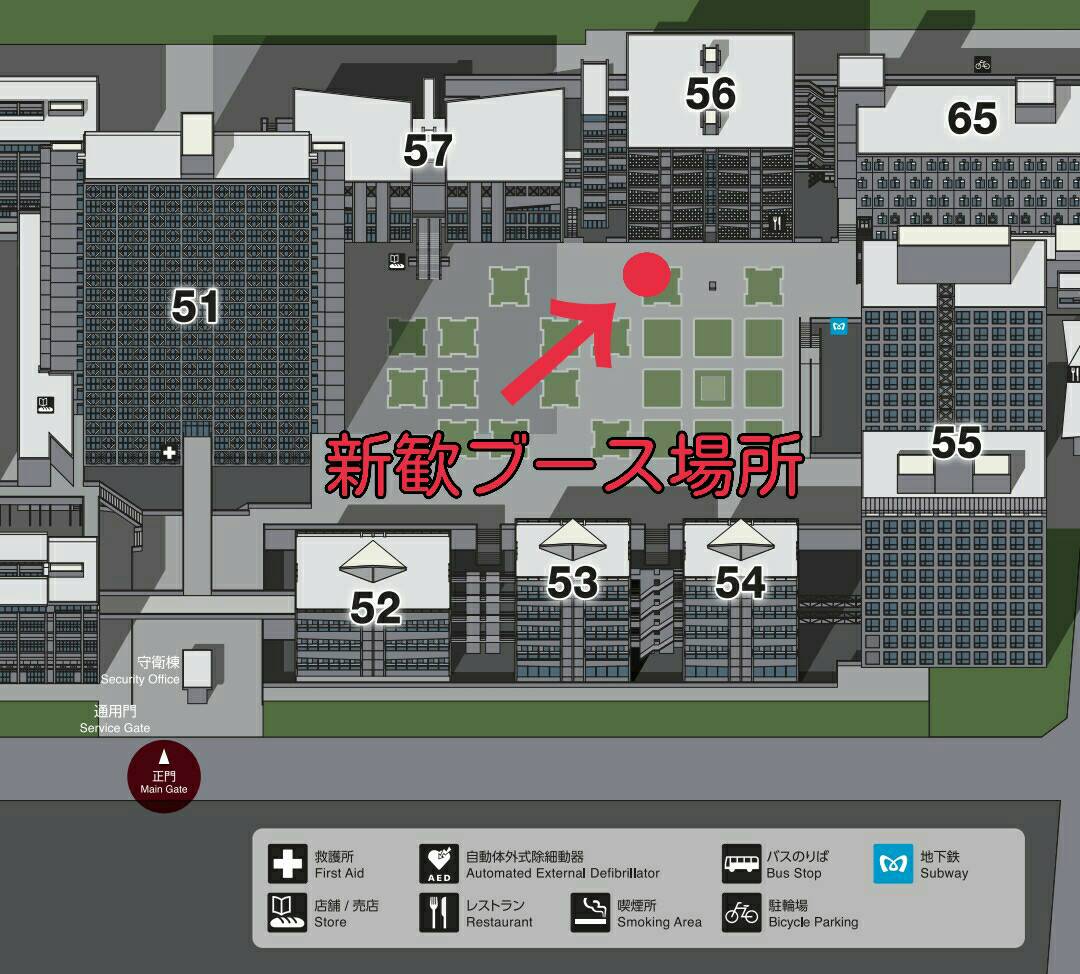 56
65
57
51
新歓ブース場所
55
53
54
52
守衛棟
Security Office
通用門
Service Gate
正門
Main Gate
救護所
First Aid
AED
自動体外式除細動器
Automated External Defibrillator
バスのりば
Bus Stop
地下鉄
Subway
店舗 / 売店
Store
レストラン
Restaurant
喫煙所
Smoking Area
駐輪場
Bicycle Parking